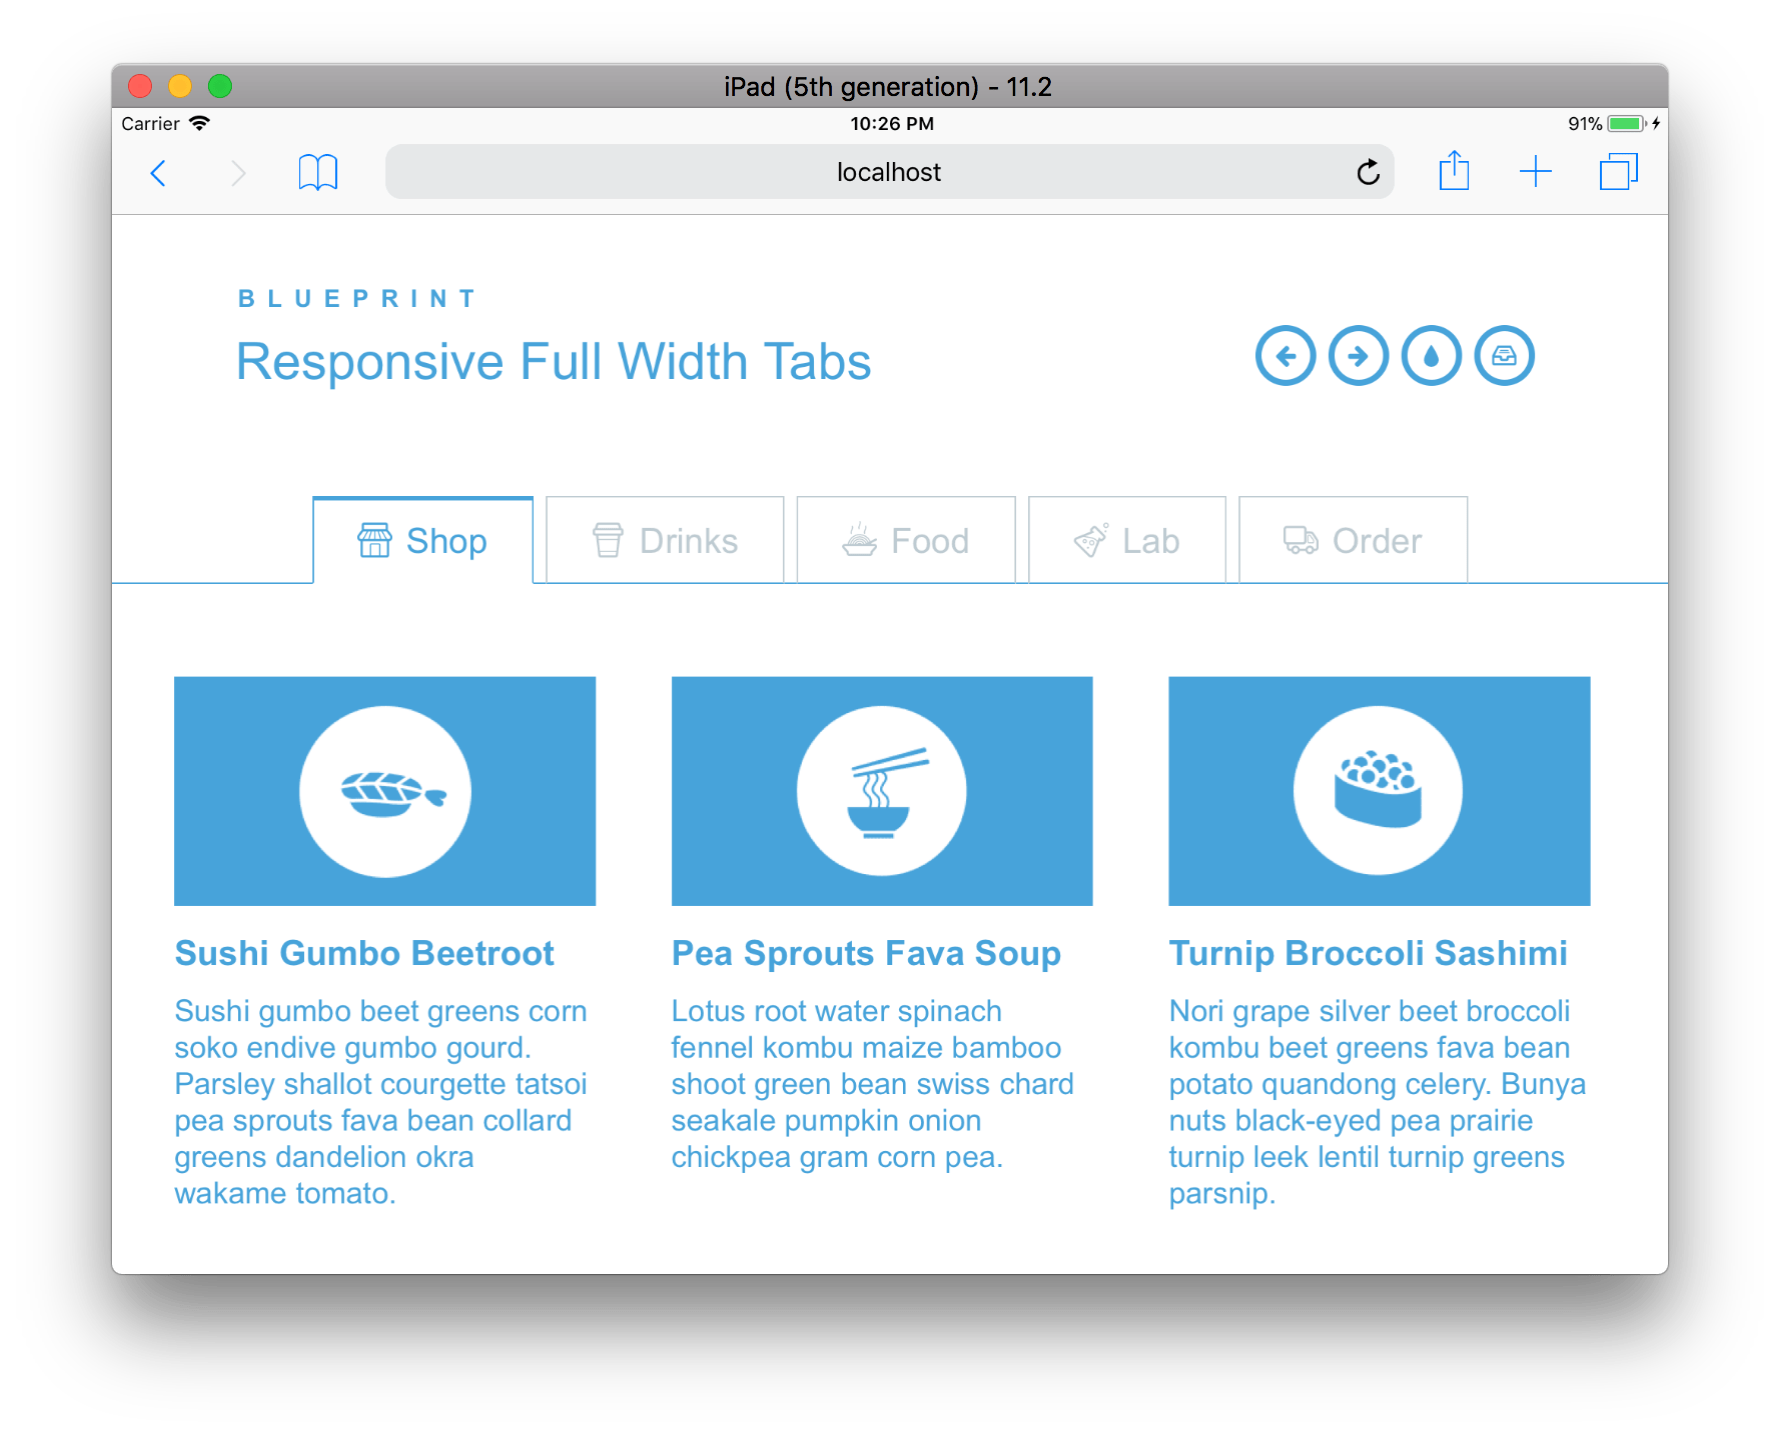 iPad (5th generation) - 11.2
Carrier 10:26 PM 91%
localhost
BLUEPRINT
Responsive Full Width Tabs
Shop Drinks Food Lab Order
Sushi Gumbo Beetroot
Sushi gumbo beet greens corn
soko endive gumbo gourd.
Parsley shallot courgette tatsoi
pea sprouts fava bean collard
greens dandelion okra
wakame tomato.
Pea Sprouts Fava Soup
Lotus root water spinach
fennel kombu maize bamboo
shoot green bean swiss chard
seakale pumpkin onion
chickpea gram corn pea.
Turnip Broccoli Sashimi
Nori grape silver beet broccoli
kombu beet greens fava bean
potato quandong celery. Bunya
nuts black-eyed pea prairie
turnip leek lentil turnip greens
parsnip.